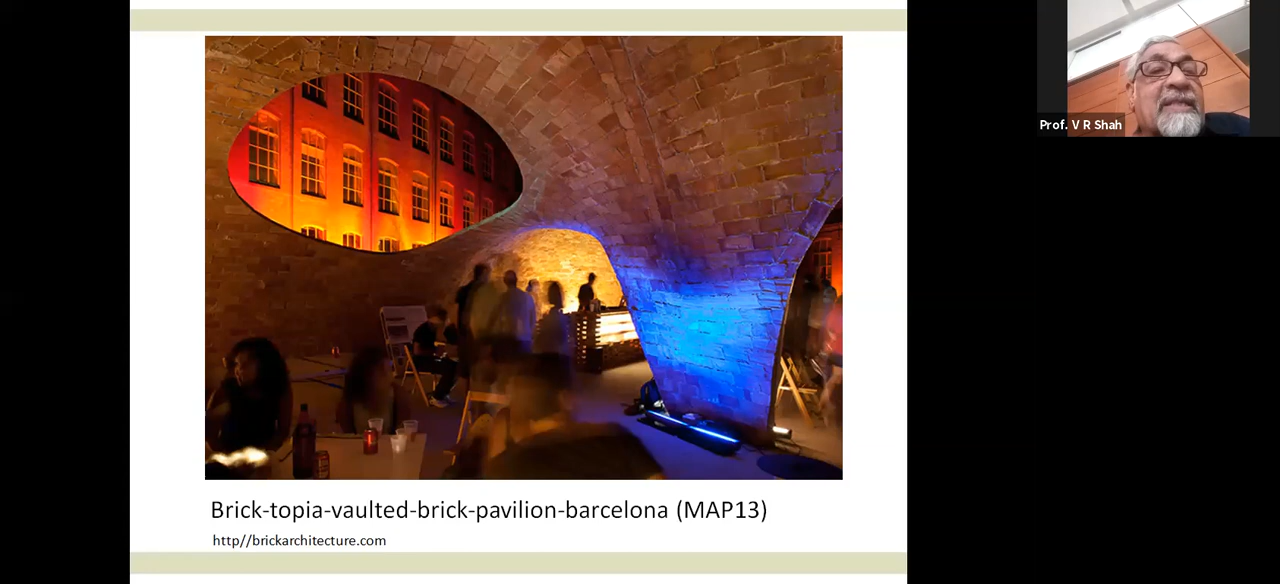 Prof. V R Shah
Brick-topia-vaulted-brick-pavilion-barcelona (MAP13)
http//brickarchitecture.com